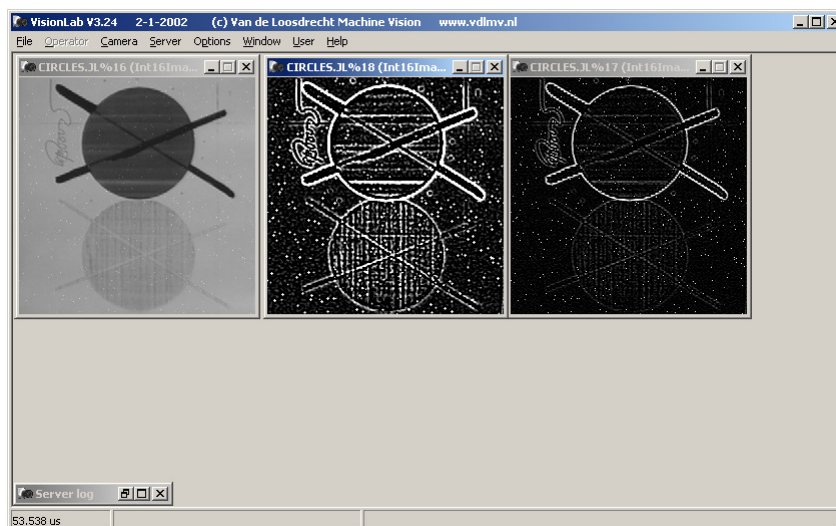 VisionLab V3.24 2-1-2002 (c) Van de Loosdrecht Machine Vision www.vdlmv.nl
File Operator Camera Server Options Window User Help
CIRCLES.JL%16 (Int16Ima...
CIRCLES.JL%18 (Int16Ima...
CIRCLES.JL%17 (Int16Ima...
Server log
53.538 us